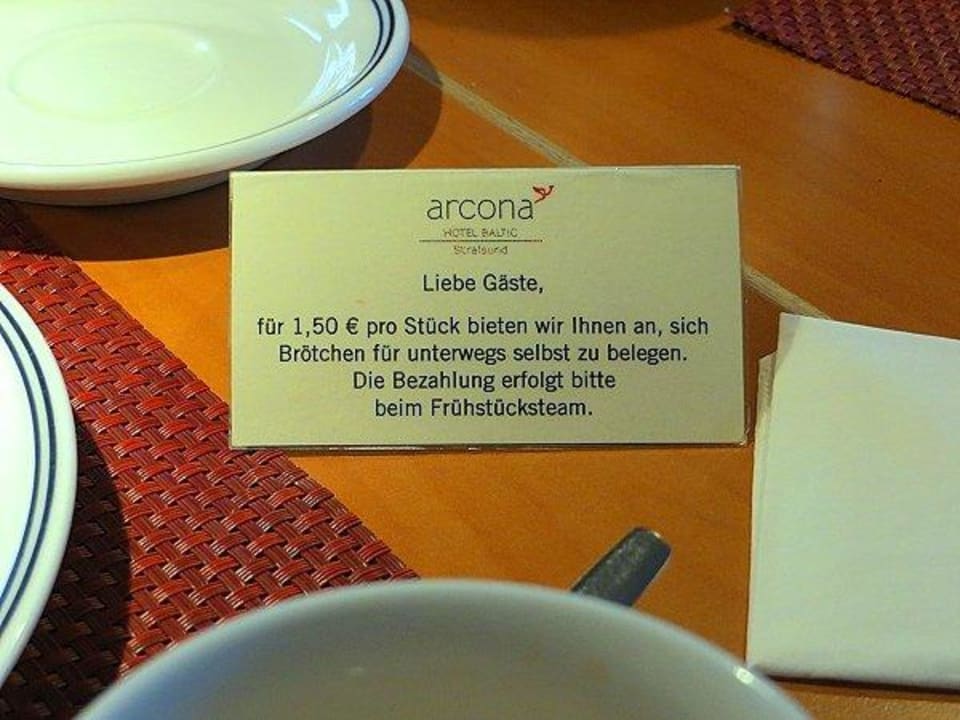 arcona
HOTEL BALTIC
Stralsund
Liebe Gäste,
für 1,50 € pro Stück bieten wir Ihnen an, sich
Brötchen für unterwegs selbst zu belegen.
Die Bezahlung erfolgt bitte
beim Frühstücksteam.